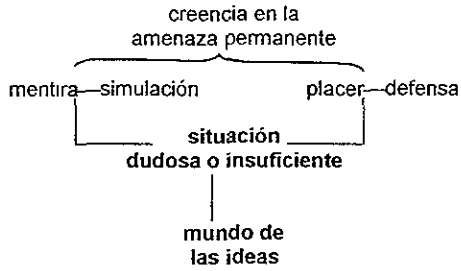 creencia en la
amenaza permanente
mentira—simulación placer—defensa
situación
dudosa o insuficiente
mundo de
las ideas